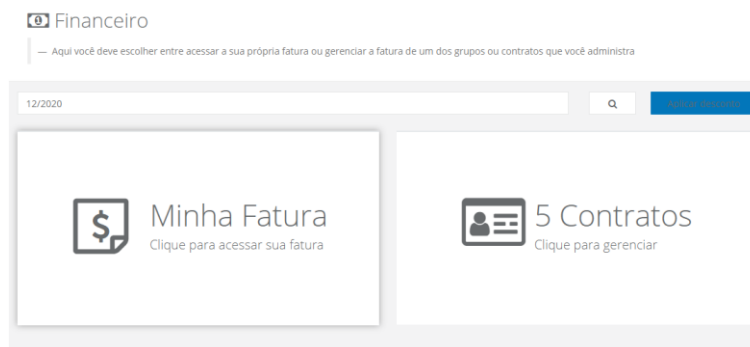 Financeiro
— Aqui você deve escolher entre acessar a sua própria fatura ou gerenciar a fatura de um dos grupos ou contratos que você administra
12/2020
Minha Fatura
Clique para acessar sua fatura
5 Contratos
Clique para gerenciar